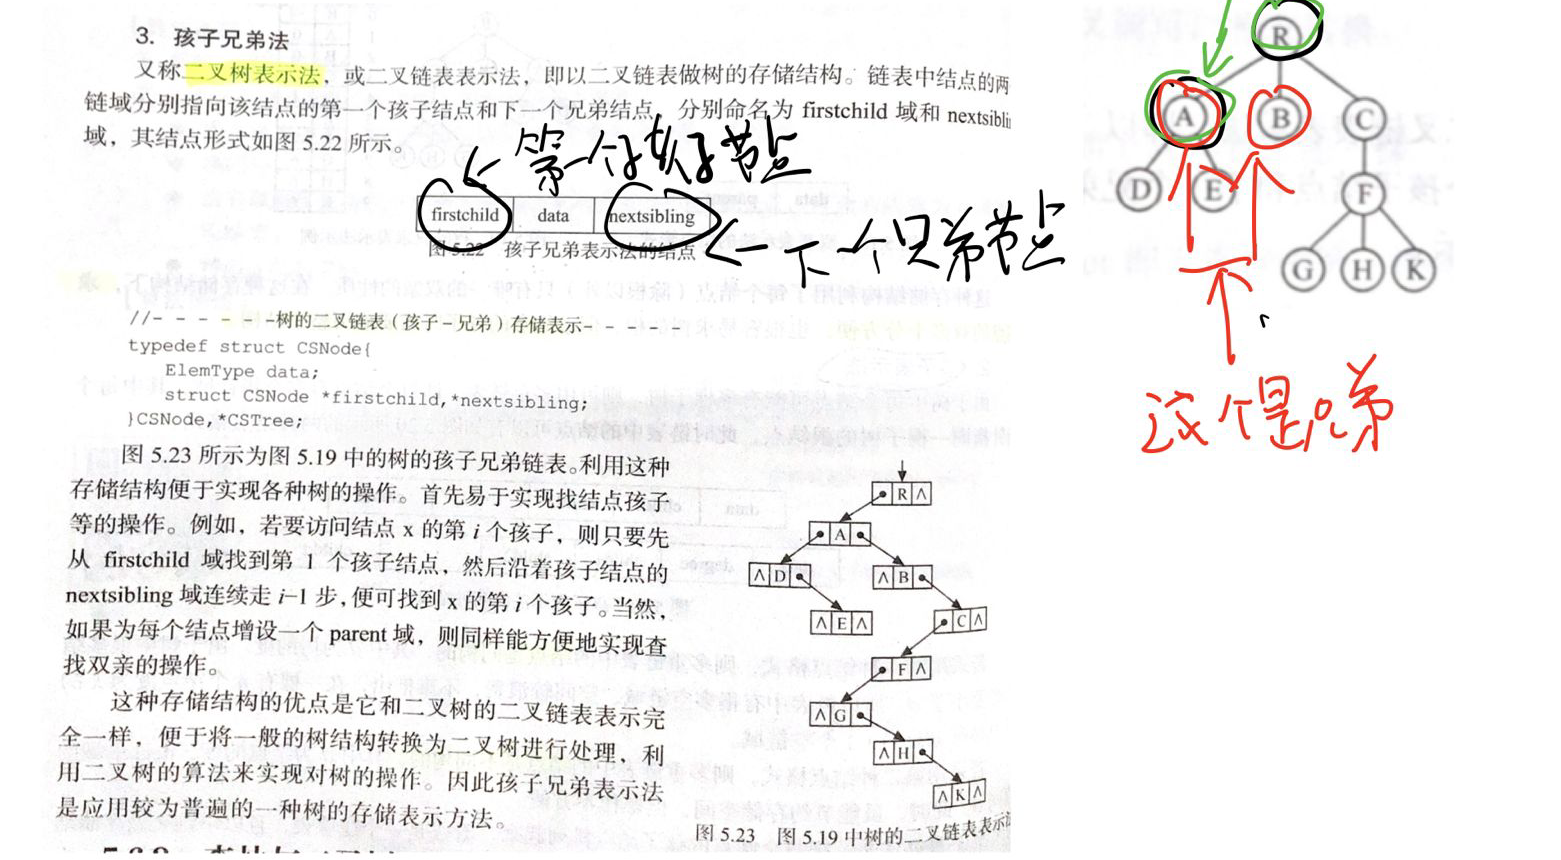 3. 孩子兄弟法
又称二叉树表示法，或二叉链表表示法，即以二叉链表做树的存储结构。链表中结点的两
链域分别指向该结点的第一个孩子结点和下一个兄弟结点，分别命名为 firstchild 域和 nextsibli
域，其结点形式如图 5.22 所示。
第一个孩子节点
firstchild data nextsibling
图 5.22 孩子兄弟表示法的结点
下一个兄弟节点
//- - - - - -树的二叉链表(孩子-兄弟)存储表示- - - - -
typedef struct CSNode{
ElemType data;
struct CSNode *firstchild,*nextsibling;
}CSNode,*CSTree;
图 5.23 所示为图 5.19 中的树的孩子兄弟链表。利用这种
存储结构便于实现各种树的操作。首先易于实现找结点孩子
等的操作。例如，若要访问结点 x 的第 i 个孩子，则只要先
从 firstchild 域找到第 1 个孩子结点，然后沿着孩子结点的
nextsibling 域连续走 i−1 步，便可找到 x 的第 i 个孩子。当然，
如果为每个结点增设一个 parent 域，则同样能方便地实现查
找双亲的操作。
这种存储结构的优点是它和二叉树的二叉链表表示完
全一样，便于将一般的树结构转换为二叉树进行处理，利
用二叉树的算法来实现对树的操作。因此孩子兄弟表示法
是应用较为普遍的一种树的存储表示方法。
R ∧
A
∧ D
∧ B
∧ E ∧
C ∧
F ∧
∧ G
∧ H
∧ K ∧
图 5.23 图 5.19 中树的二叉链表表示
R
A B C
D E F
G H K
这个是兄弟